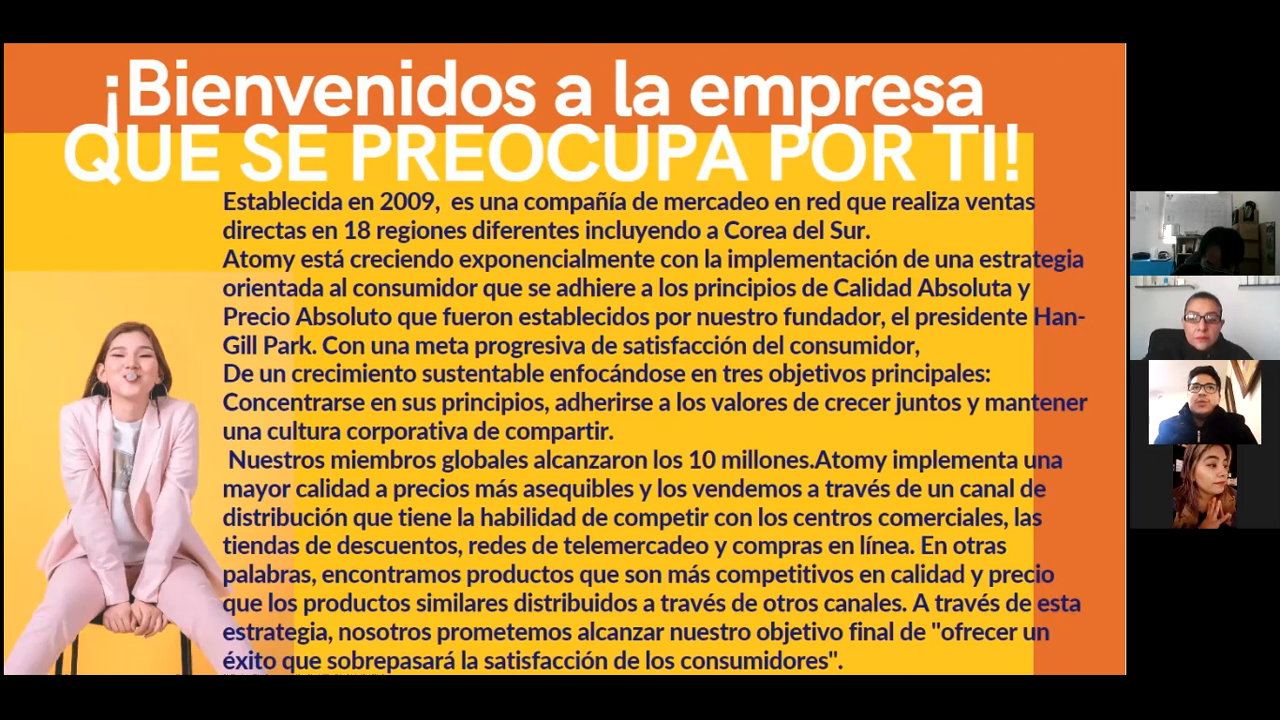 ¡Bienvenidos a la empresa
QUE SE PREOCUPA POR TI!
Establecida en 2009, es una compañía de mercadeo en red que realiza ventas
directas en 18 regiones diferentes incluyendo a Corea del Sur.
Atomy está creciendo exponencialmente con la implementación de una estrategia
orientada al consumidor que se adhiere a los principios de Calidad Absoluta y
Precio Absoluto que fueron establecidos por nuestro fundador, el presidente Han-
Gill Park. Con una meta progresiva de satisfacción del consumidor,
De un crecimiento sustentable enfocándose en tres objetivos principales:
Concentrarse en sus principios, adherirse a los valores de crecer juntos y mantener
una cultura corporativa de compartir.
Nuestros miembros globales alcanzaron los 10 millones.Atomy implementa una
mayor calidad a precios más asequibles y los vendemos a través de un canal de
distribución que tiene la habilidad de competir con los centros comerciales, las
tiendas de descuentos, redes de telemercadeo y compras en línea. En otras
palabras, encontramos productos que son más competitivos en calidad y precio
que los productos similares distribuidos a través de otros canales. A través de esta
estrategia, nosotros prometemos alcanzar nuestro objetivo final de "ofrecer un
éxito que sobrepasará la satisfacción de los consumidores".